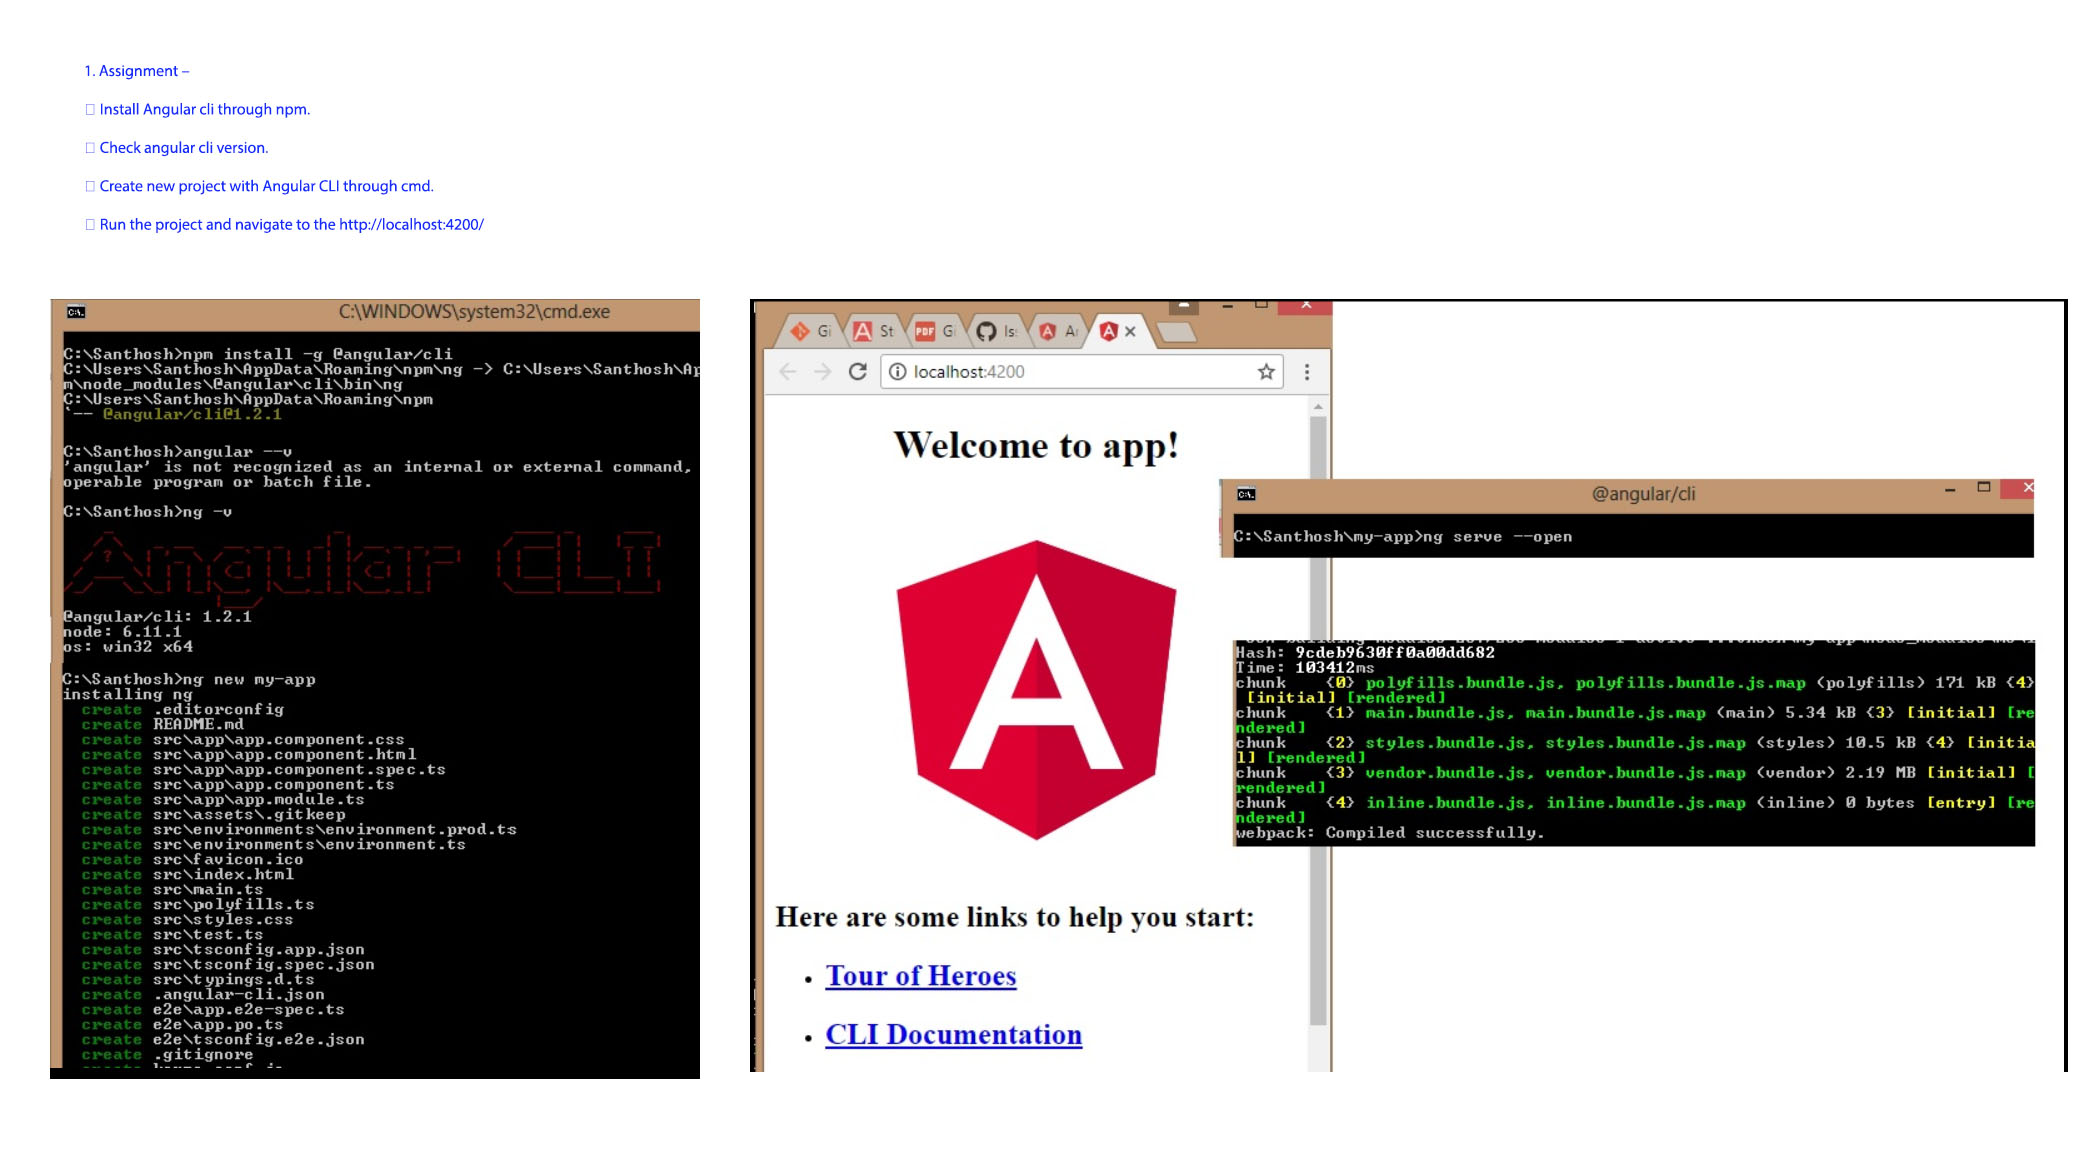 1. Assignment –
Install Angular cli through npm.
Check angular cli version.
Create new project with Angular CLI through cmd.
Run the project and navigate to the http://localhost:4200/
C:\WINDOWS\system32\cmd.exe
C:\Santhosh>npm install -g @angular/cli
C:\Users\Santhosh\AppData\Roaming\npm\ng -> C:\Users\Santhosh\Ap
m\node_modules\@angular\cli\bin\ng
C:\Users\Santhosh\AppData\Roaming\npm
`-- @angular/cli@1.2.1
C:\Santhosh>angular --v
'angular' is not recognized as an internal or external command,
operable program or batch file.
C:\Santhosh>ng -v
Angular CLI
@angular/cli: 1.2.1
node: 6.11.1
os: win32 x64
C:\Santhosh>ng new my-app
installing ng
create .editorconfig
create README.md
create src\app\app.component.css
create src\app\app.component.html
create src\app\app.component.spec.ts
create src\app\app.component.ts
create src\app\app.module.ts
create src\assets\.gitkeep
create src\environments\environment.prod.ts
create src\environments\environment.ts
create src\favicon.ico
create src\index.html
create src\main.ts
create src\polyfills.ts
create src\styles.css
create src\test.ts
create src\tsconfig.app.json
create src\tsconfig.spec.json
create src\typings.d.ts
create .angular-cli.json
create e2e\app.e2e-spec.ts
create e2e\app.po.ts
create e2e\tsconfig.e2e.json
create .gitignore
Gi St PDF G Is: Ar
localhost:4200
Welcome to app!
Here are some links to help you start:
• Tour of Heroes
• CLI Documentation
@angular/cli
C:\Santhosh\my-app>ng serve --open
Hash: 9cdeb9630ff0a00dd682
Time: 103412ms
chunk {0} polyfills.bundle.js, polyfills.bundle.js.map (polyfills) 171 kB {4}
[initial] [rendered]
chunk {1} main.bundle.js, main.bundle.js.map (main) 5.34 kB {3} [initial] [re
ndered]
chunk {2} styles.bundle.js, styles.bundle.js.map (styles) 10.5 kB {4} [initia
l] [rendered]
chunk {3} vendor.bundle.js, vendor.bundle.js.map (vendor) 2.19 MB [initial] [
rendered]
chunk {4} inline.bundle.js, inline.bundle.js.map (inline) 0 bytes [entry] [re
ndered]
webpack: Compiled successfully.